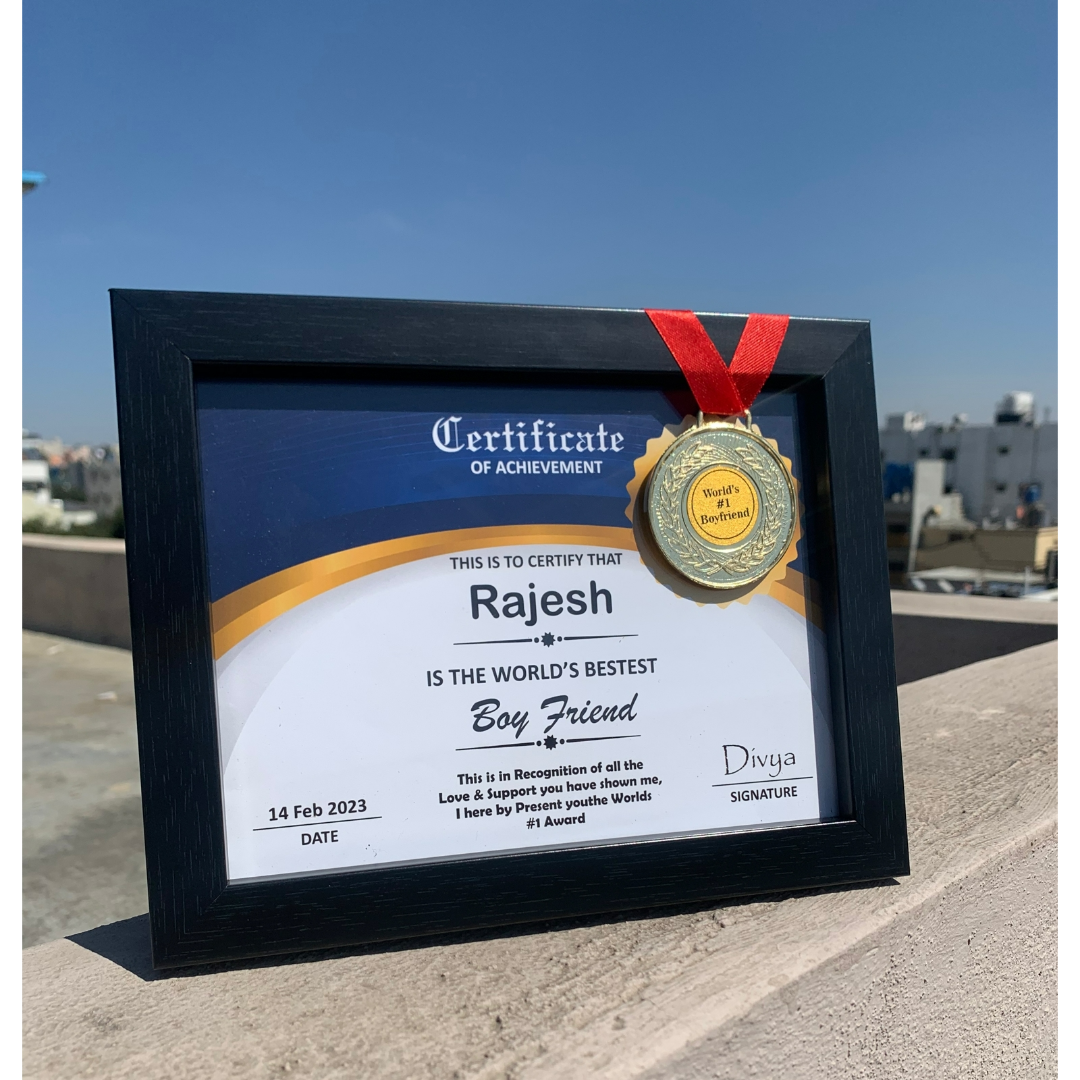 Certificate
OF ACHIEVEMENT
World's
#1
Boyfriend
THIS IS TO CERTIFY THAT
Rajesh
IS THE WORLD'S BESTEST
Boy Friend
This is in Recognition of all the
Love & Support you have shown me,
I here by Present youthe Worlds
#1 Award
14 Feb 2023
DATE
Divya
SIGNATURE